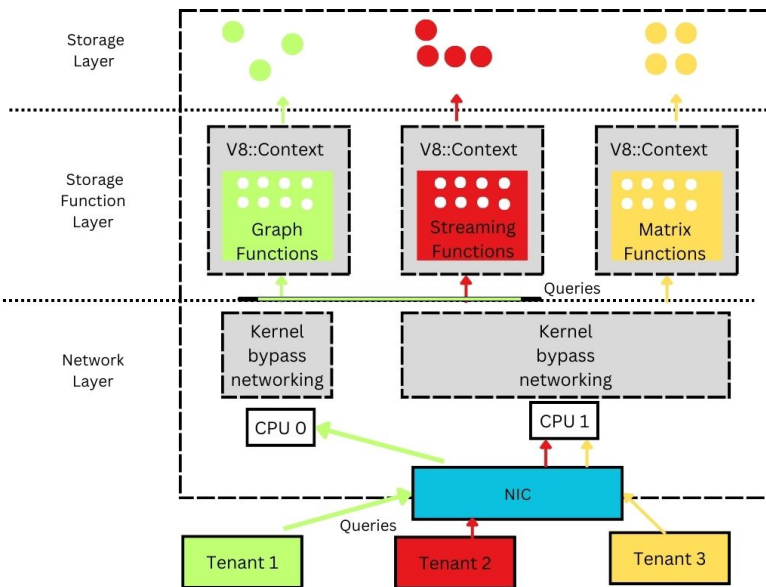 Storage
Layer
V8::Context
V8::Context
V8::Context
Storage
Function
Layer
Graph
Functions
Streaming
Functions
Matrix
Functions
Queries
Network
Layer
Kernel
bypass
networking
Kernel
bypass
networking
CPU 0
CPU 1
NIC
Queries
Tenant 1
Tenant 2
Tenant 3